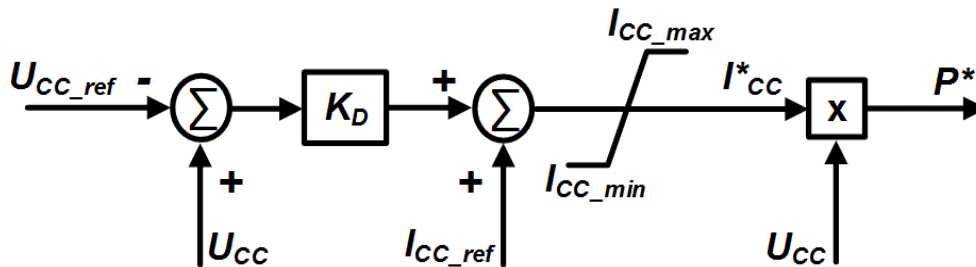 U_CC_ref - Σ + U_CC
K_D
+ Σ + I_CC_ref
I_CC_max
I_CC_min
I*_CC
x
U_CC
P*